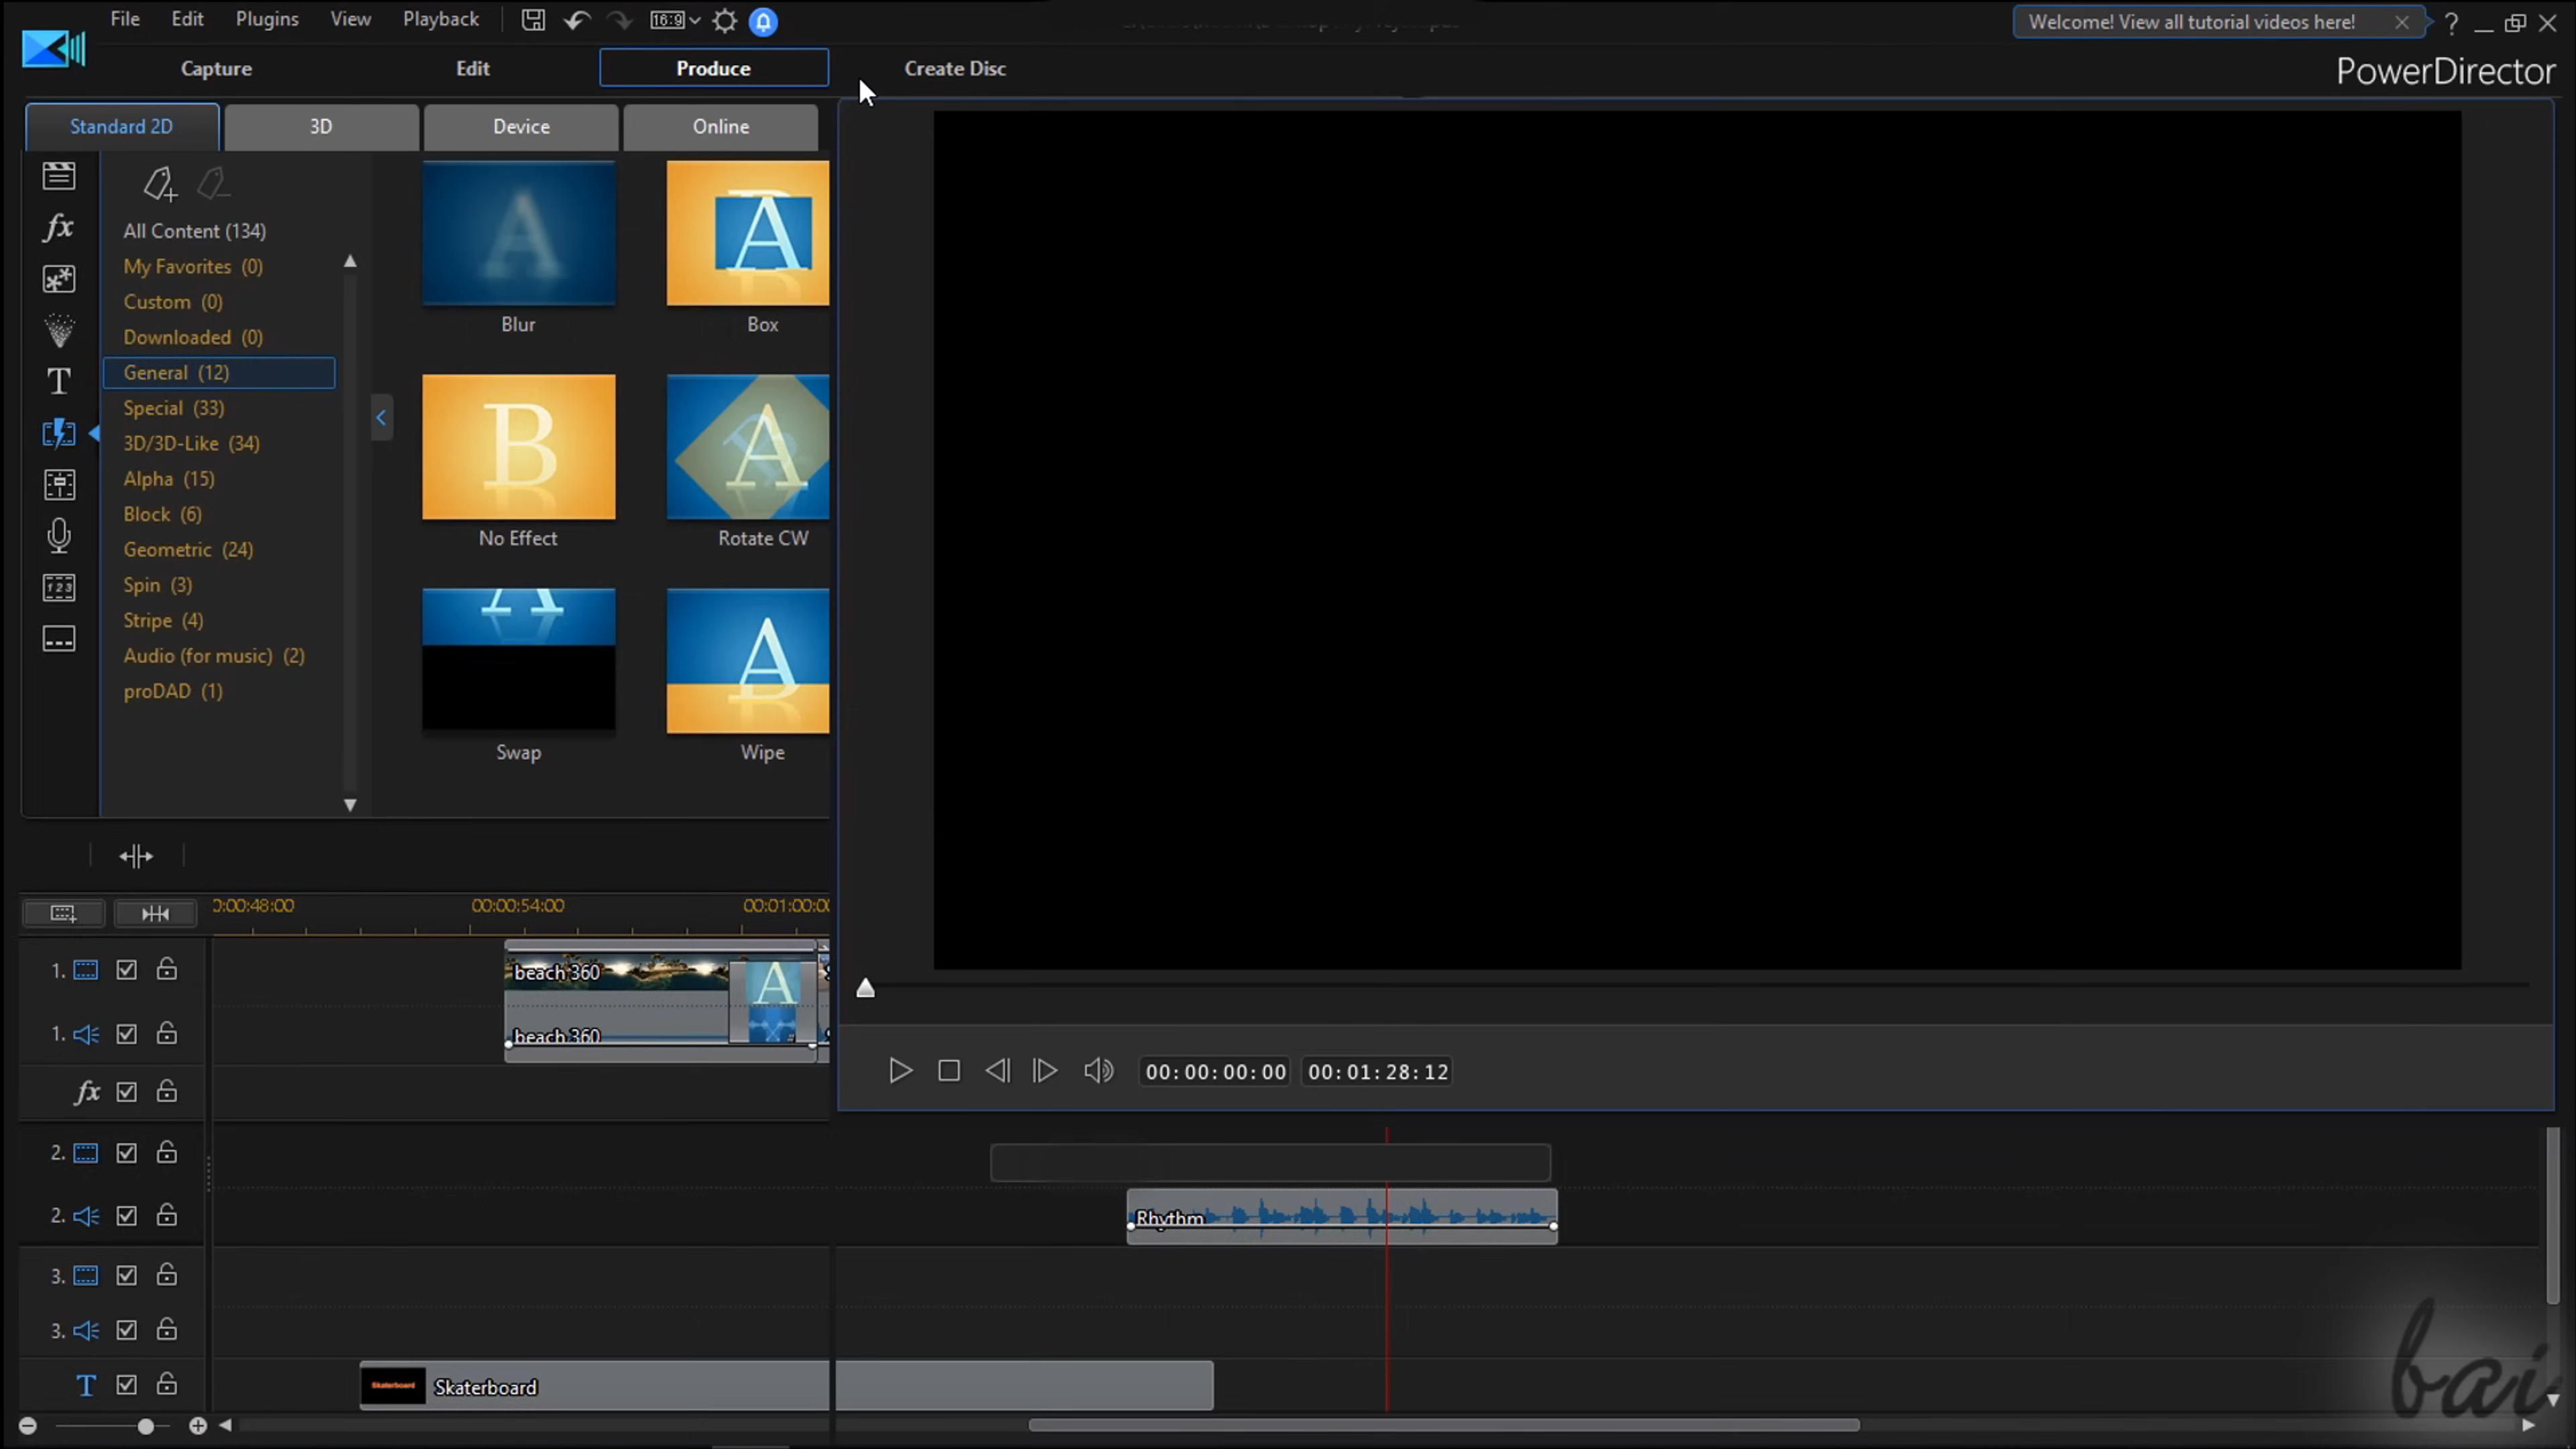 File Edit Plugins View Playback 16:9 Welcome! View all tutorial videos here! ?
Capture Edit Produce Create Disc PowerDirector
Standard 2D 3D Device Online
All Content (134)
My Favorites (0)
Custom (0)
Downloaded (0)
General (12)
Special (33)
3D/3D-Like (34)
Alpha (15)
Block (6)
Geometric (24)
Spin (3)
Stripe (4)
Audio (for music) (2)
proDAD (1)
fx
T
123
A
Blur
A
B
Box
B
No Effect
A
Rotate CW
A
Swap
A
B
Wipe
00:00:00:00 00:01:28:12
0:00:48:00 00:00:54:00 00:01:00:0
1. beach 360 A
1. beach 360
fx
2.
2. Rhythm
3.
3.
T Skaterboard Skaterboard
bai